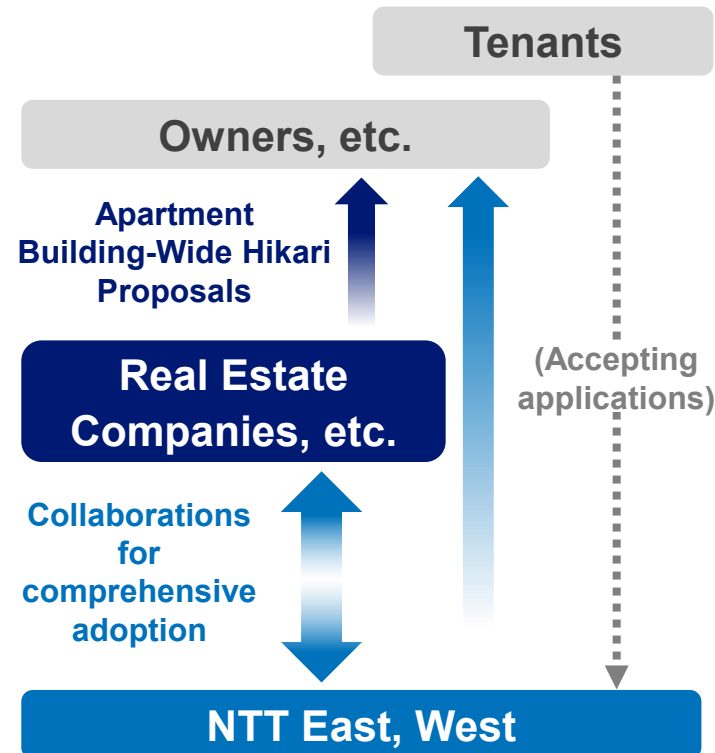 Tenants
Owners, etc.
Apartment
Building-Wide Hikari
Proposals
Real Estate
Companies, etc.
(Accepting
applications)
Collaborations
for
comprehensive
adoption
NTT East, West